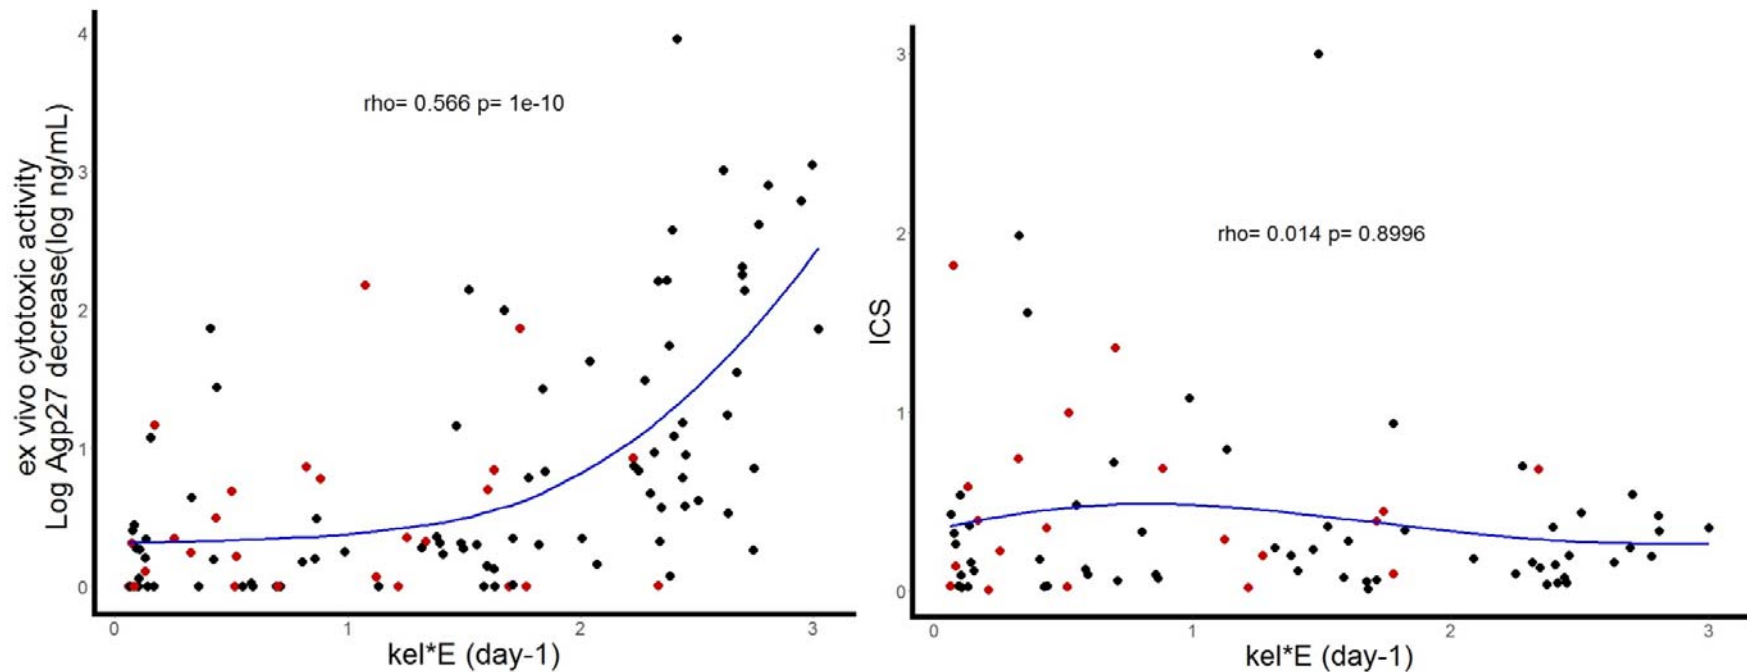 4
3
2
1
0
ex vivo cytotoxic activity
Log Agp27 decrease(log ng/mL)
rho= 0.566 p= 1e-10
0 1 2 3
kel*E (day-1)
3
2
1
0
ICS
rho= 0.014 p= 0.8996
0 1 2 3
kel*E (day-1)